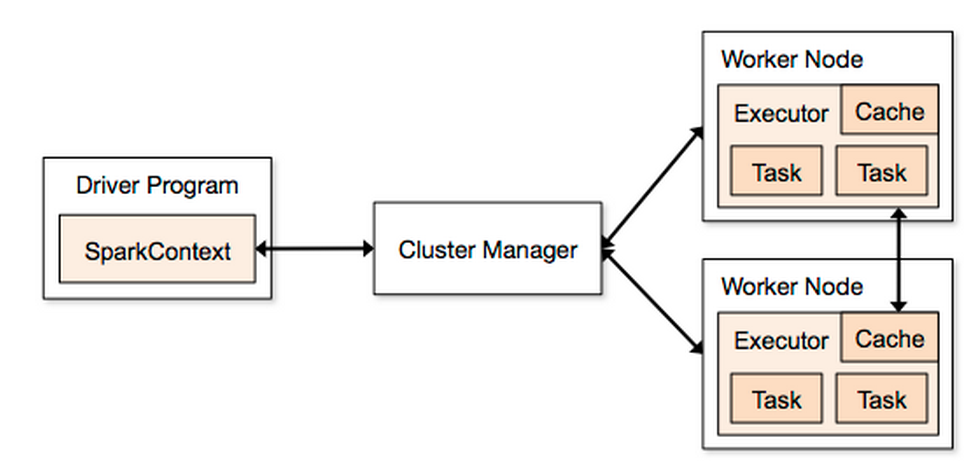 Driver Program
SparkContext
Cluster Manager
Worker Node
Executor
Cache
Task
Task
Worker Node
Executor
Cache
Task
Task